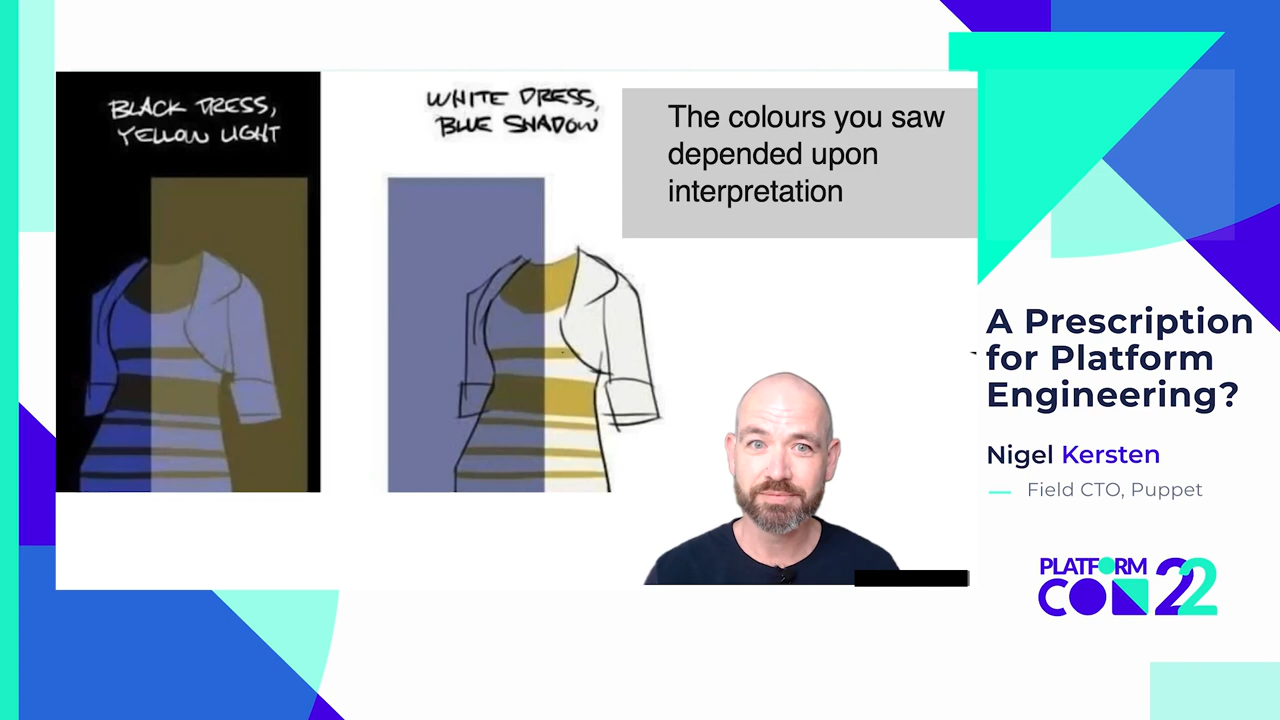 BLACK DRESS,
YELLOW LIGHT
WHITE DRESS,
BLUE SHADOW
The colours you saw
depended upon
interpretation
A Prescription
for Platform
Engineering?
Nigel Kersten
Field CTO, Puppet
PLATFORM
CON 22